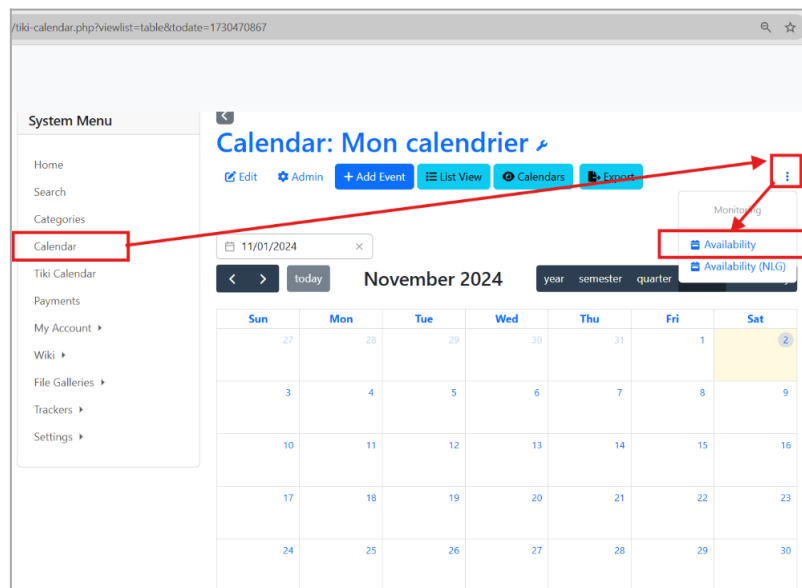 /tiki-calendar.php?viewlist=table&todate=1730470867
System Menu
Home
Search
Categories
Calendar
Tiki Calendar
Payments
My Account
Wiki
File Galleries
Trackers
Settings
Calendar: Mon calendrier
Edit Admin + Add Event List View Calendars Export
Monitoring
Availability
Availability (NLG)
11/01/2024 ×
today November 2024 year semester quarter
Sun Mon Tue Wed Thu Fri Sat
27 28 29 30 31 1 2
3 4 5 6 7 8 9
10 11 12 13 14 15 16
17 18 19 20 21 22 23
24 25 26 27 28 29 30